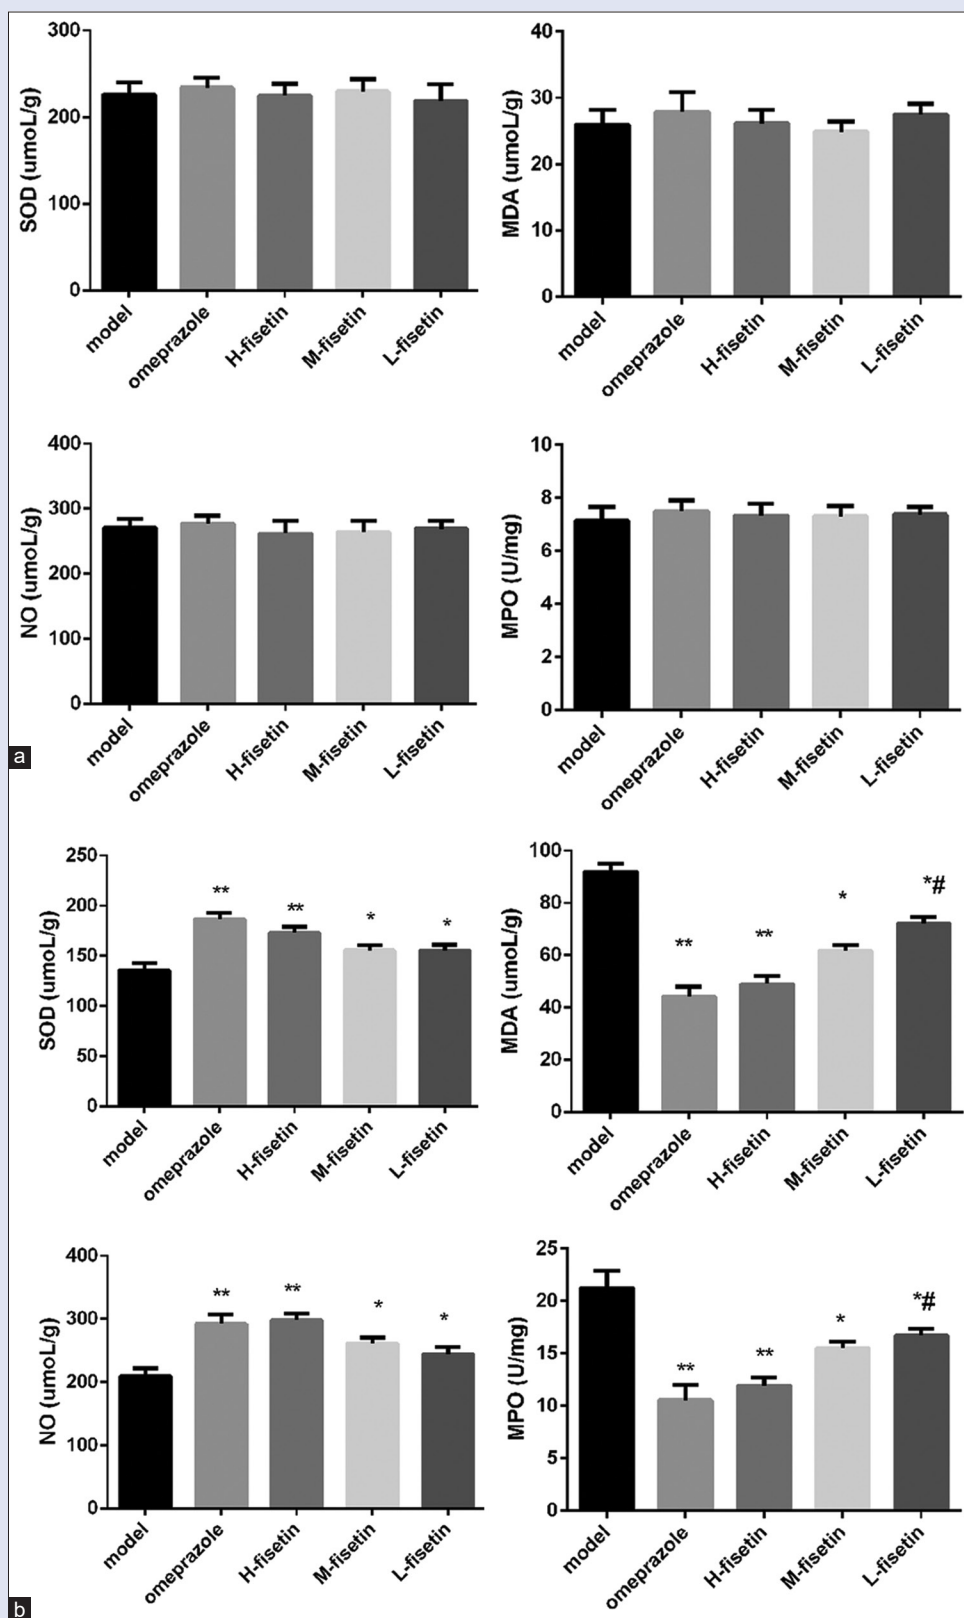 SOD (umoL/g)
300
200
100
0
model
omeprazole
H-fisetin
M-fisetin
L-fisetin
MDA (umoL/g)
40
30
20
10
0
model
omeprazole
H-fisetin
M-fisetin
L-fisetin
NO (umoL/g)
400
300
200
100
0
model
omeprazole
H-fisetin
M-fisetin
L-fisetin
MPO (U/mg)
10
8
6
4
2
0
model
omeprazole
H-fisetin
M-fisetin
L-fisetin
a
SOD (umoL/g)
250
200
150
100
50
0
** ** * *
model
omeprazole
H-fisetin
M-fisetin
L-fisetin
MDA (umoL/g)
100
80
60
40
20
0
** ** * *#
model
omeprazole
H-fisetin
M-fisetin
L-fisetin
NO (umoL/g)
400
300
200
100
0
** ** * *
model
omeprazole
H-fisetin
M-fisetin
L-fisetin
MPO (U/mg)
25
20
15
10
5
0
** ** * *#
model
omeprazole
H-fisetin
M-fisetin
L-fisetin
b